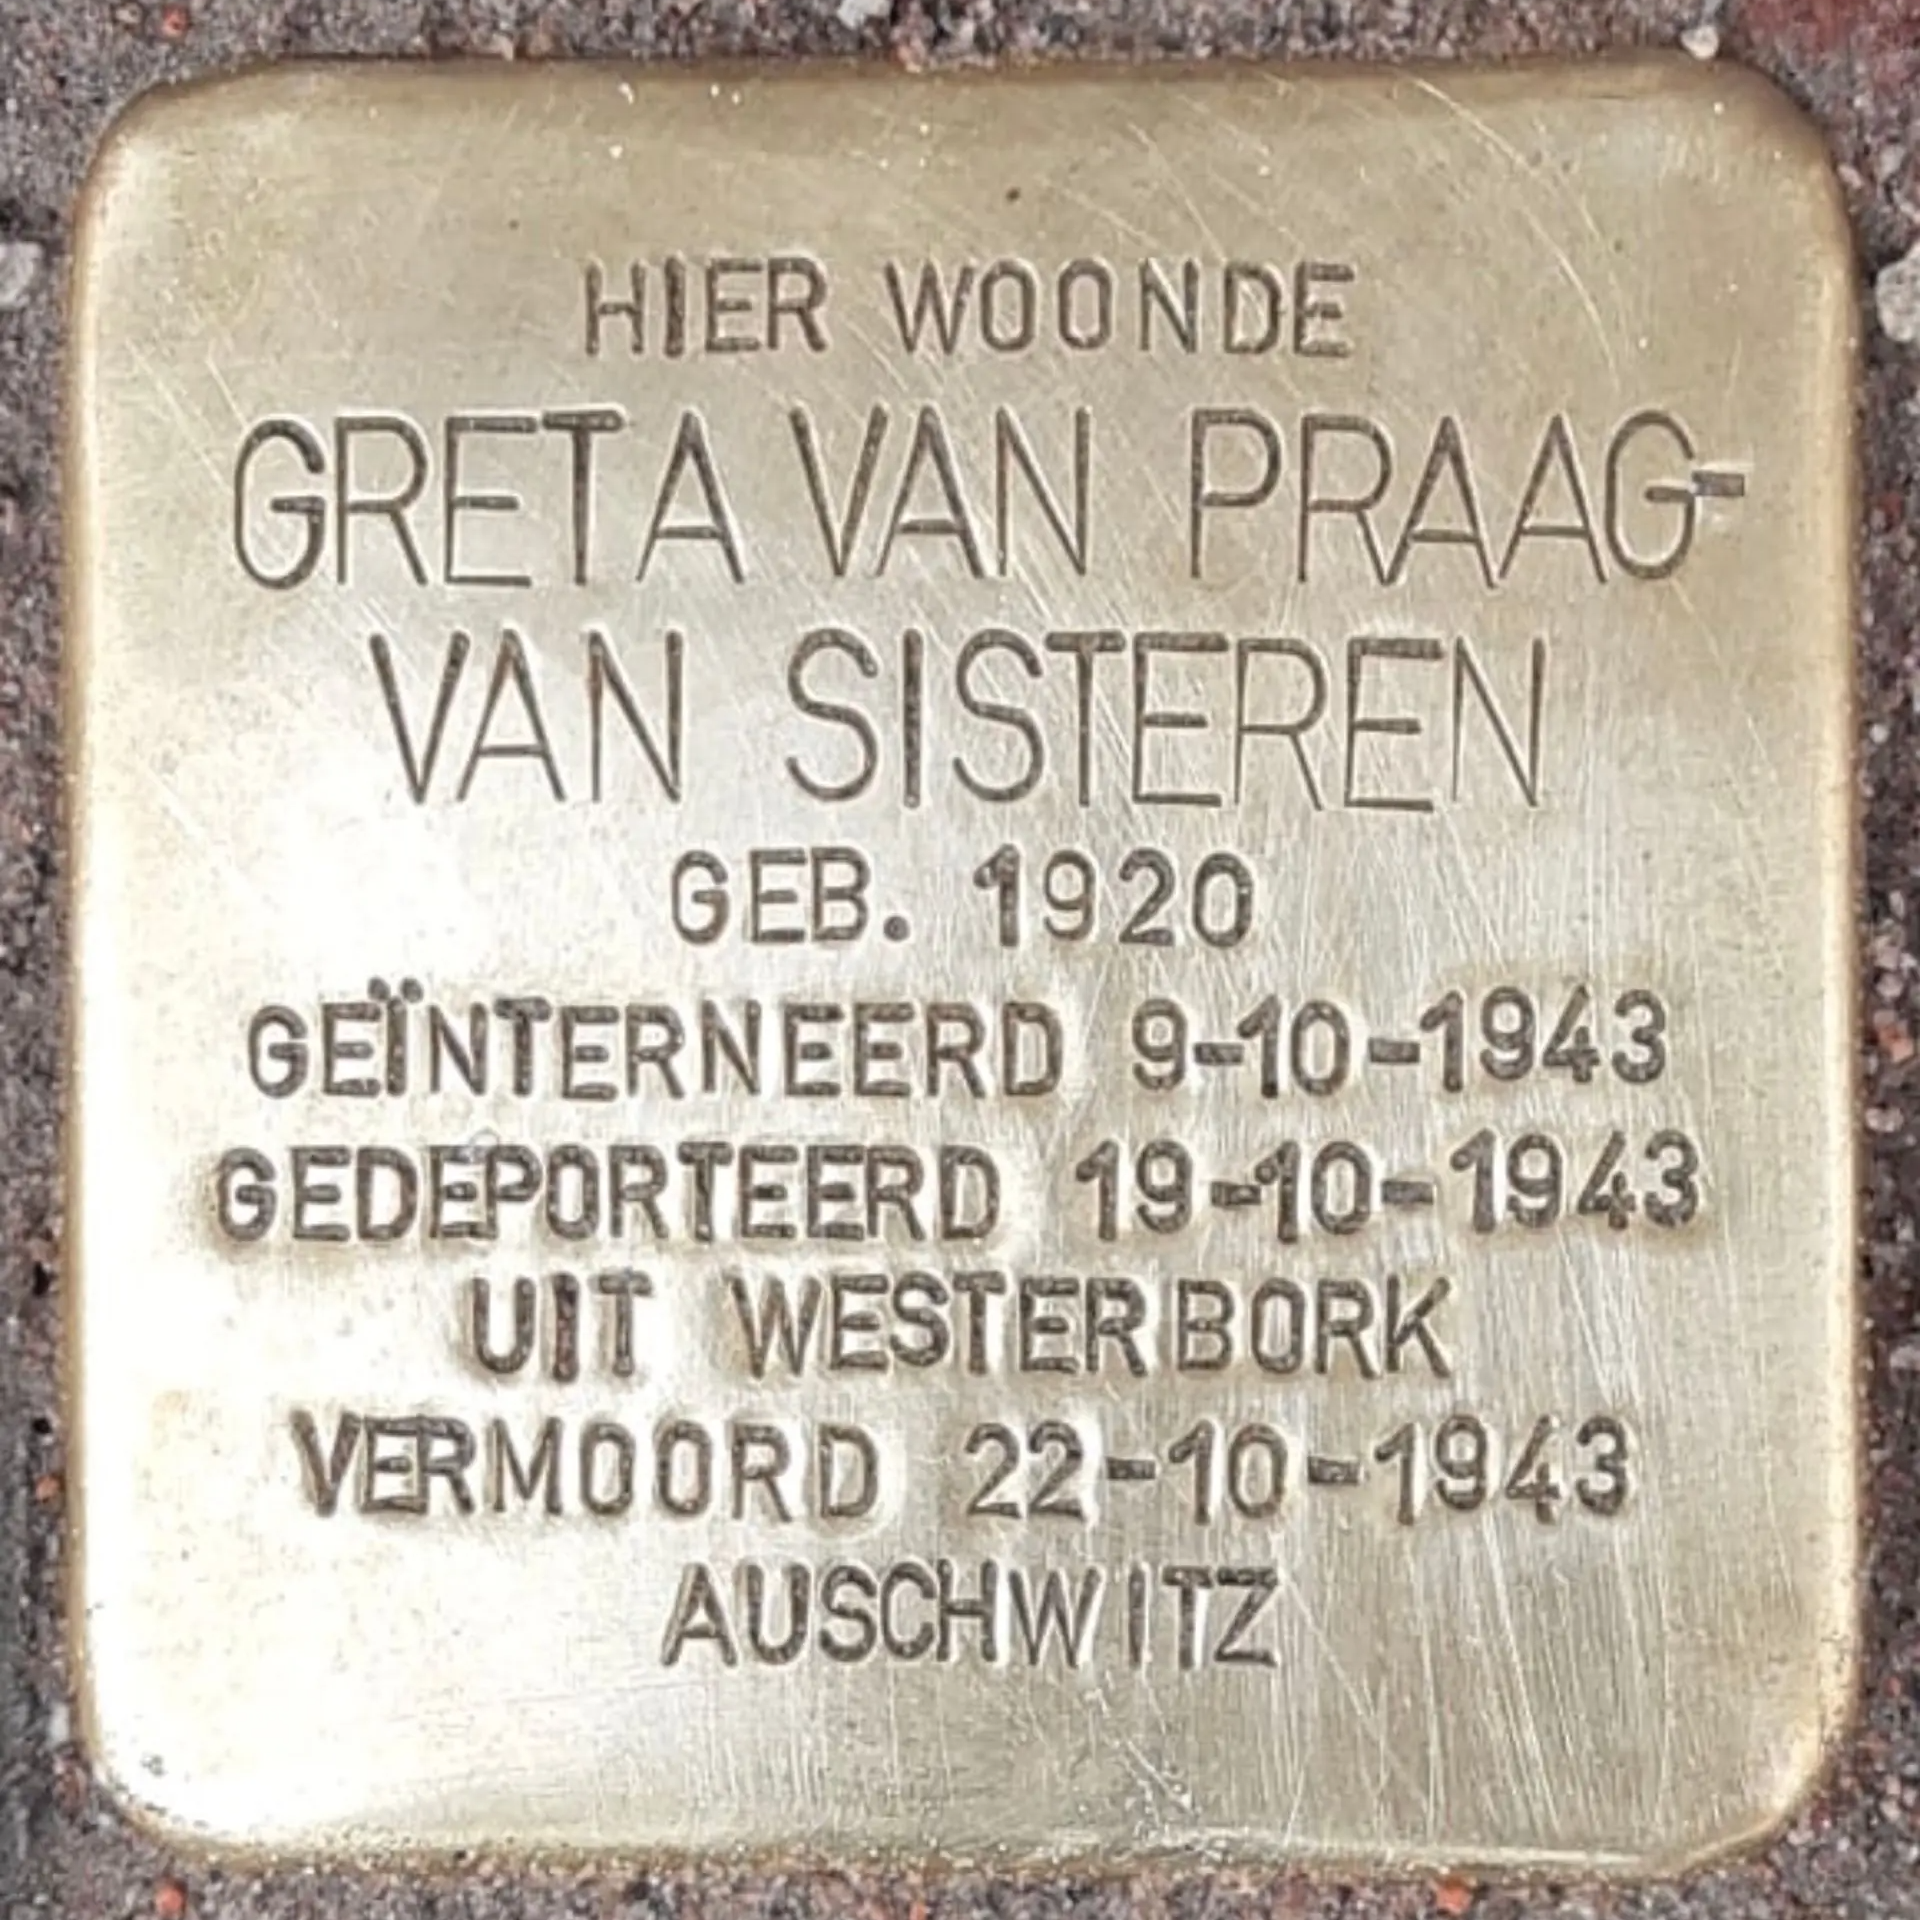 HIER WOONDE
GRETA VAN PRAAG-
VAN SISTEREN
GEB. 1920
GEÏNTERNEERD 9-10-1943
GEDEPORTEERD 19-10-1943
UIT WESTERBORK
VERMOORD 22-10-1943
AUSCHWITZ